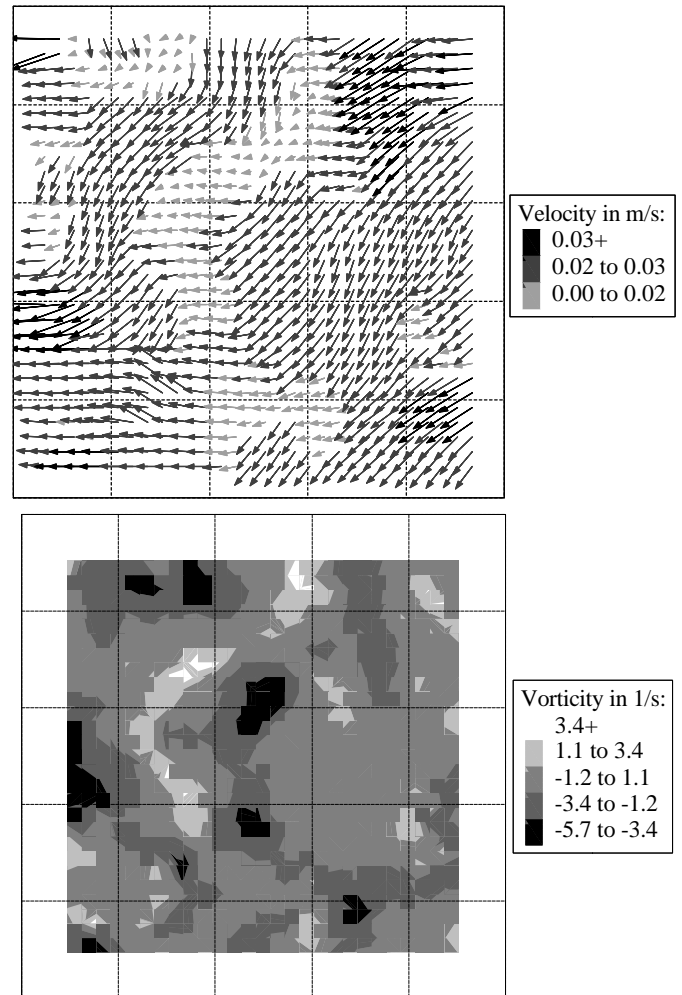 Velocity in m/s:
0.03+
0.02 to 0.03
0.00 to 0.02
Vorticity in 1/s:
3.4+
1.1 to 3.4
-1.2 to 1.1
-3.4 to -1.2
-5.7 to -3.4